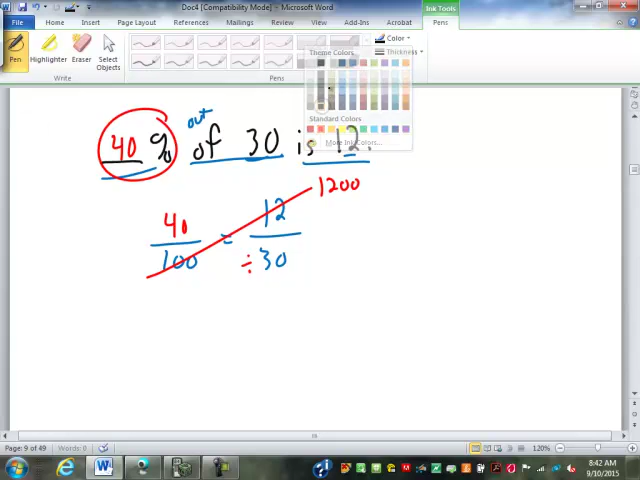 Doc4 [Compatibility Mode] - Microsoft Word
Ink Tools
File Home Insert Page Layout References Mailings Review View Add-Ins Acrobat Pens
Color
Thickness
Pen Highlighter Eraser Select Objects
Write
Pens
Theme Colors
Standard Colors
More Ink Colors...
out
40 % of 30 is 12.
1200
40 = 12
100 ÷30
Page: 9 of 49 Words: 0
120%
8:42 AM
9/10/2015